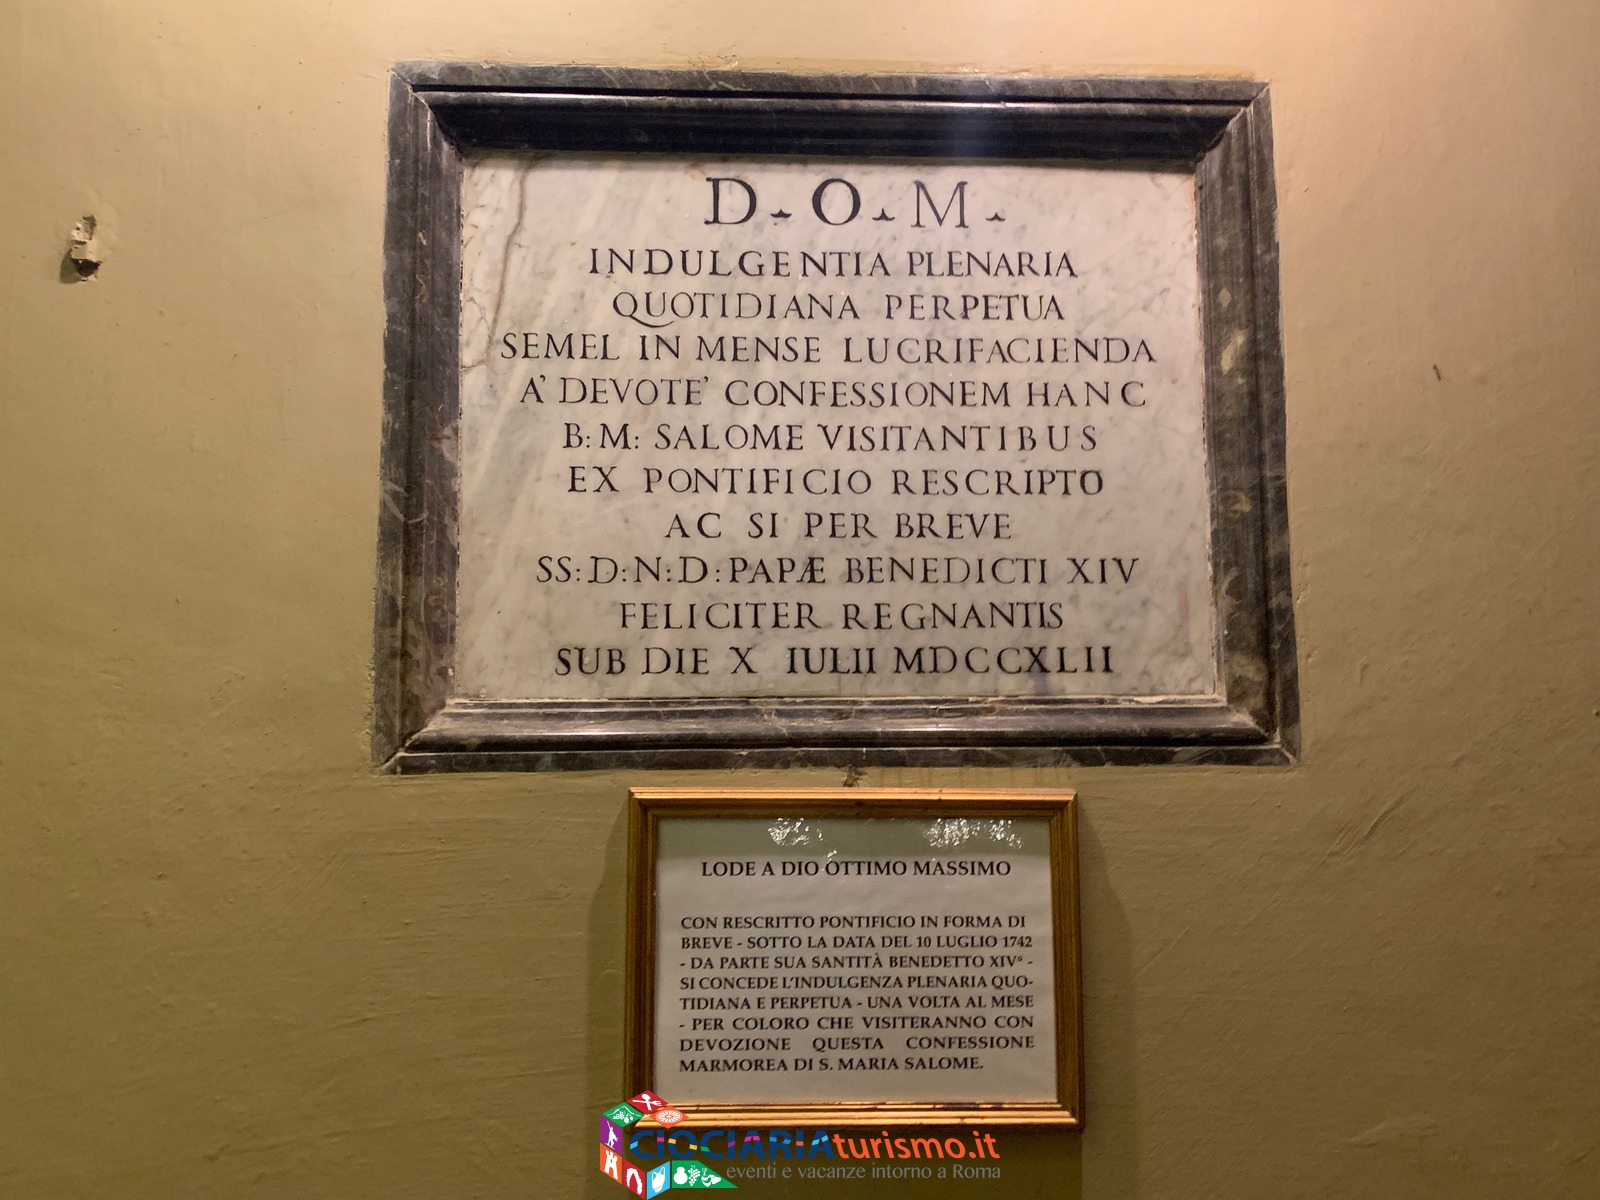 D. O. M.
INDULGENTIA PLENARIA
QUOTIDIANA PERPETUA
SEMEL IN MENSE LUCRIFACIENDA
A' DEVOTE' CONFESSIONEM HANC
B: M: SALOME VISITANTIBUS
EX PONTIFICIO RESCRIPTO
AC SI PER BREVE
SS: D: N: D: PAPÆ BENEDICTI XIV
FELICITER REGNANTIS
SUB DIE X IULII MDCCXLII
LODE A DIO OTTIMO MASSIMO
CON RESCRITTO PONTIFICIO IN FORMA DI
BREVE - SOTTO LA DATA DEL 10 LUGLIO 1742
- DA PARTE SUA SANTITÀ BENEDETTO XIV° -
SI CONCEDE L'INDULGENZA PLENARIA QUO-
TIDIANA E PERPETUA - UNA VOLTA AL MESE
- PER COLORO CHE VISITERANNO CON
DEVOZIONE QUESTA CONFESSIONE
MARMOREA DI S. MARIA SALOME.
CIOCIARIAturismo.it
eventi e vacanze intorno a Roma